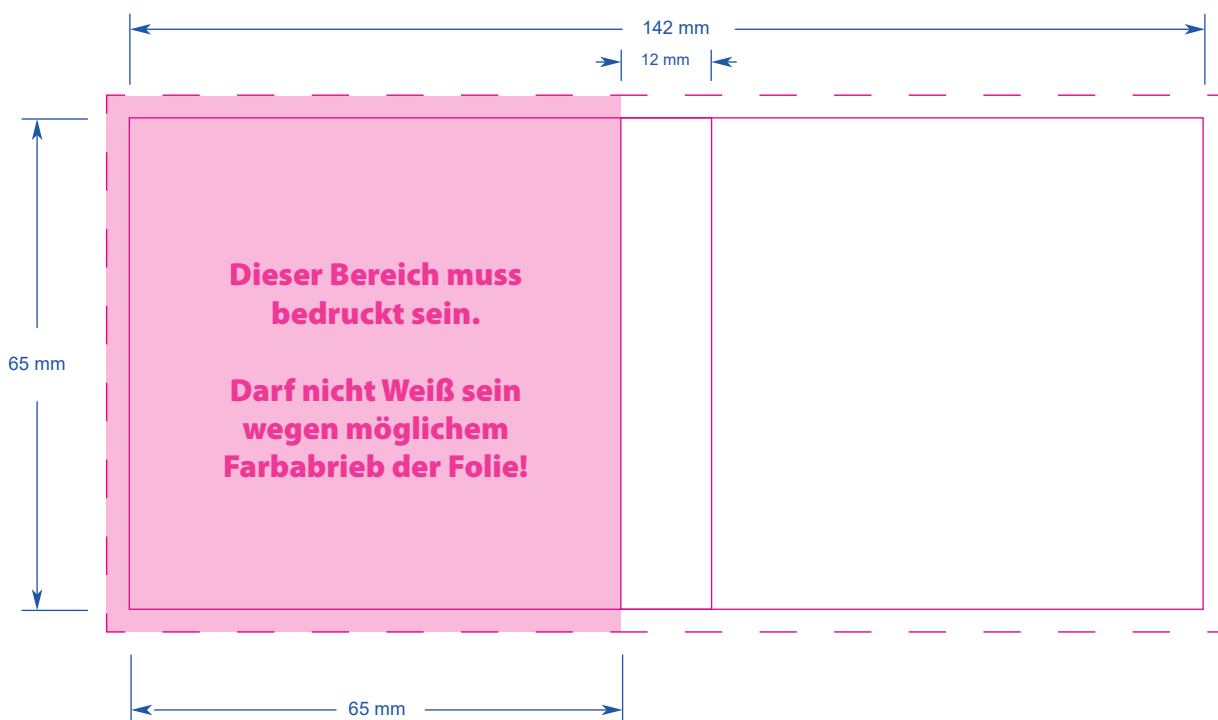 142 mm
12 mm
Dieser Bereich muss
bedruckt sein.
65 mm
Darf nicht Weiß sein
wegen möglichem
Farbabrieb der Folie!
65 mm